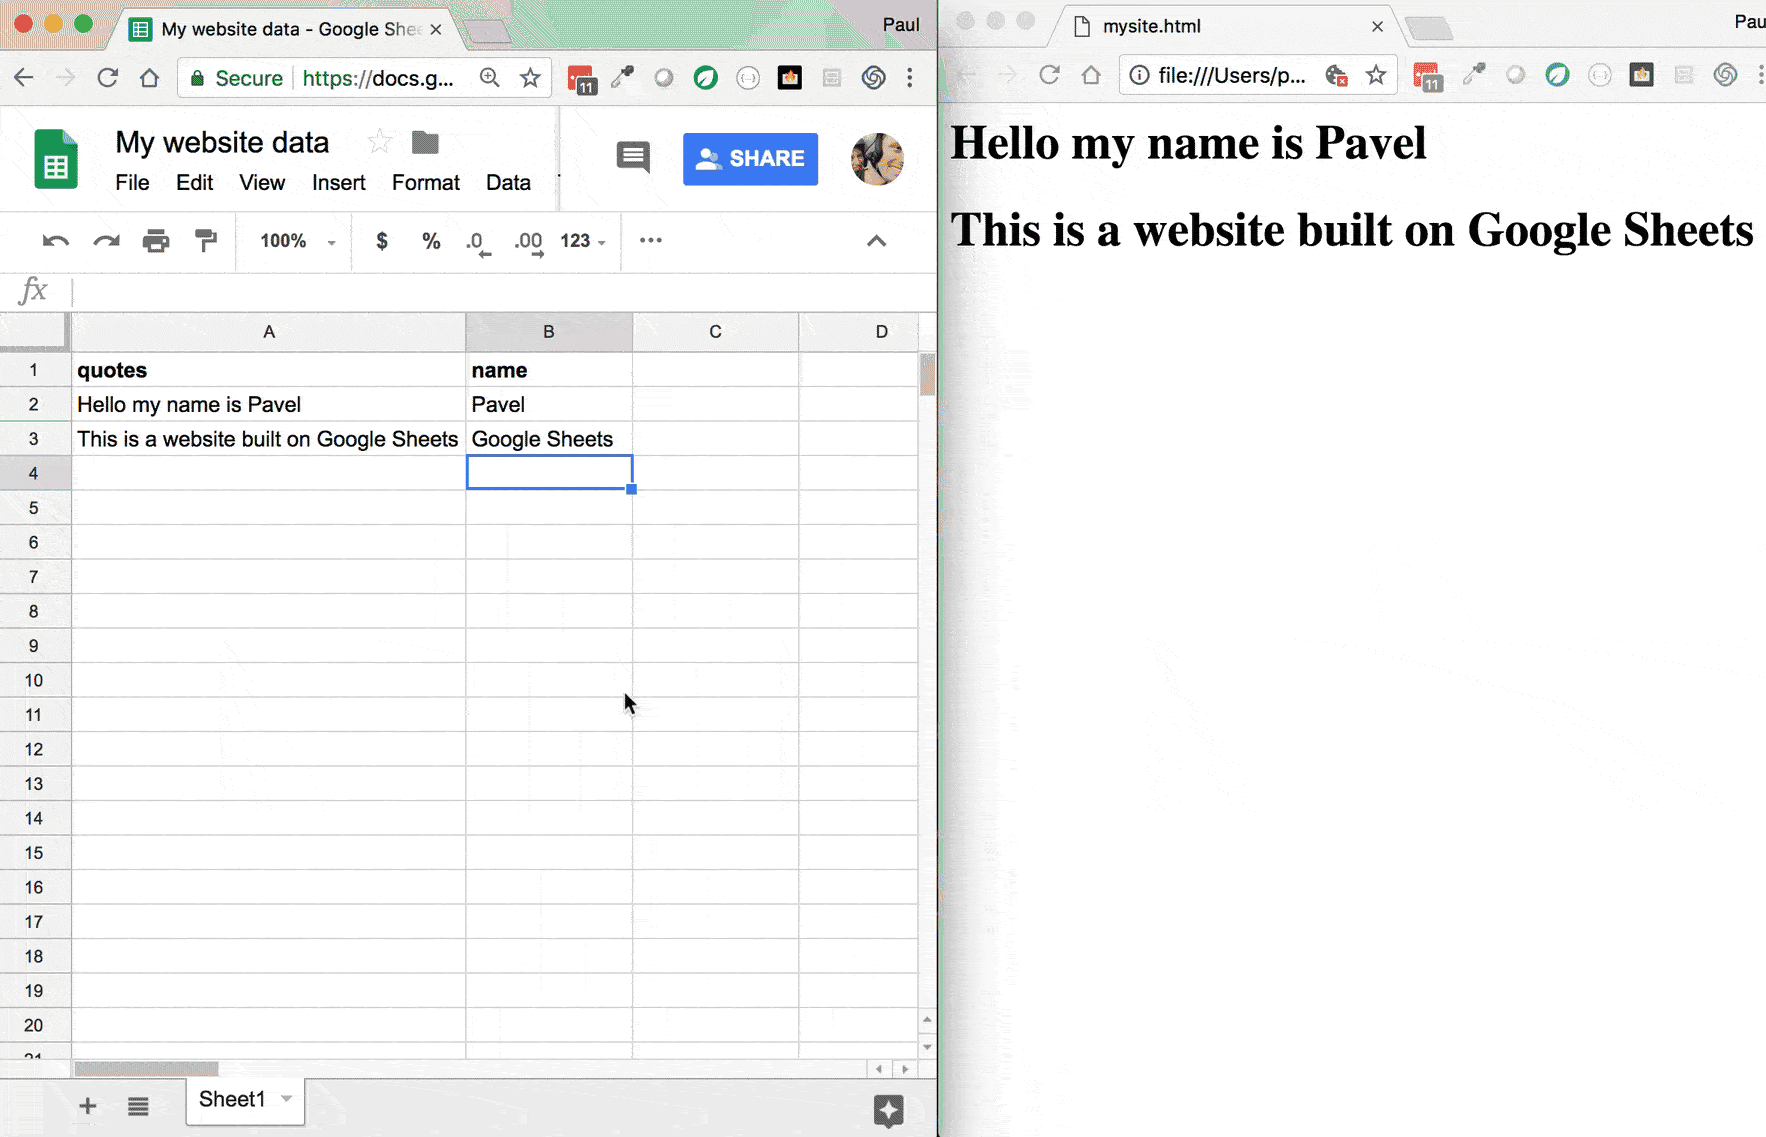 My website data - Google Shee
Paul
Secure
https://docs.g...
11
My website data
SHARE
File Edit View Insert Format Data
100% $ % .0 .00 123
fx
A B C D
1 quotes name
2 Hello my name is Pavel Pavel
3 This is a website built on Google Sheets Google Sheets
4
5
6
7
8
9
10
11
12
13
14
15
16
17
18
19
20
21
Sheet1
mysite.html
Pau
file:///Users/p...
11
Hello my name is Pavel
This is a website built on Google Sheets